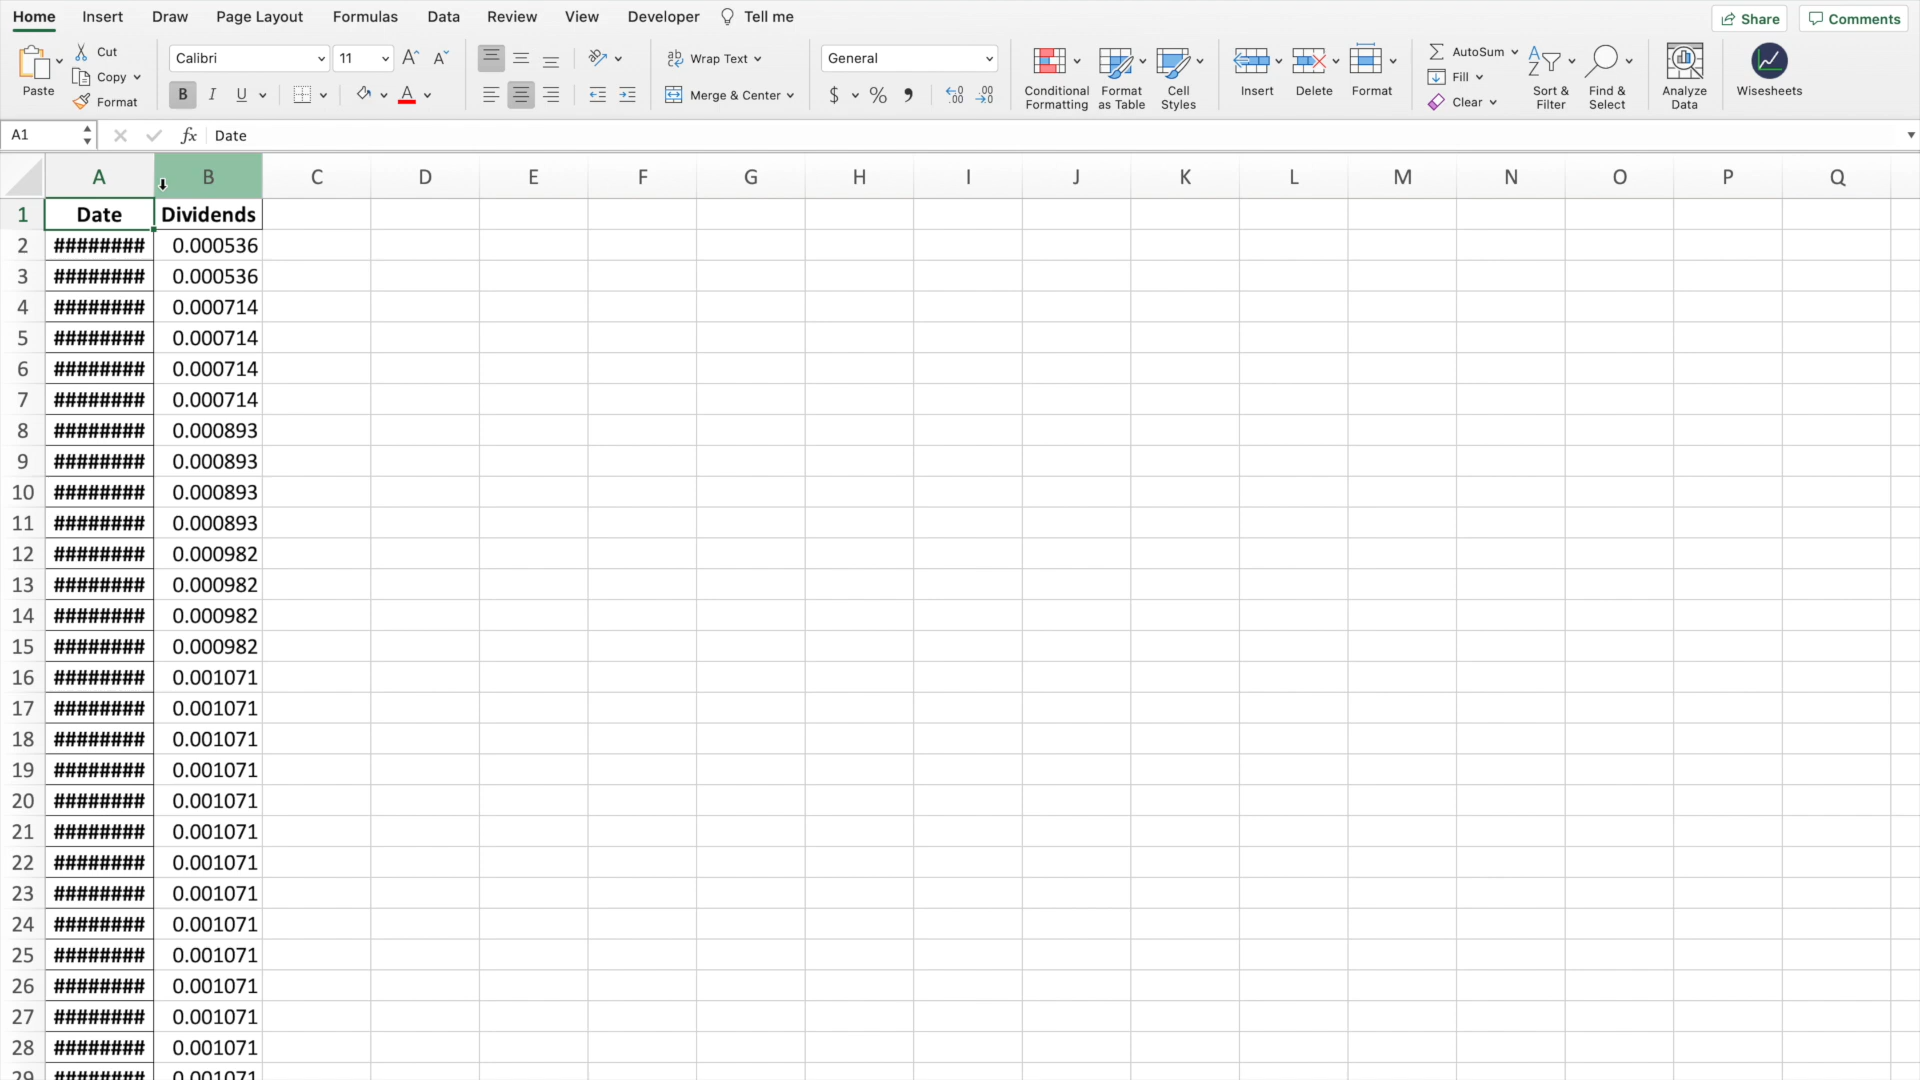 Home Insert Draw Page Layout Formulas Data Review View Developer Tell me Share Comments
Paste Cut Copy Format
Calibri 11 B I U A
Wrap Text Merge & Center
General $ %
Conditional Formatting Format as Table Cell Styles
Insert Delete Format
AutoSum Fill Clear Sort & Filter Find & Select Analyze Data Wisesheets
A1 fx Date
A B C D E F G H I J K L M N O P Q
1 Date Dividends
2 ######## 0.000536
3 ######## 0.000536
4 ######## 0.000714
5 ######## 0.000714
6 ######## 0.000714
7 ######## 0.000714
8 ######## 0.000893
9 ######## 0.000893
10 ######## 0.000893
11 ######## 0.000893
12 ######## 0.000982
13 ######## 0.000982
14 ######## 0.000982
15 ######## 0.000982
16 ######## 0.001071
17 ######## 0.001071
18 ######## 0.001071
19 ######## 0.001071
20 ######## 0.001071
21 ######## 0.001071
22 ######## 0.001071
23 ######## 0.001071
24 ######## 0.001071
25 ######## 0.001071
26 ######## 0.001071
27 ######## 0.001071
28 ######## 0.001071
29 ######## 0.001071